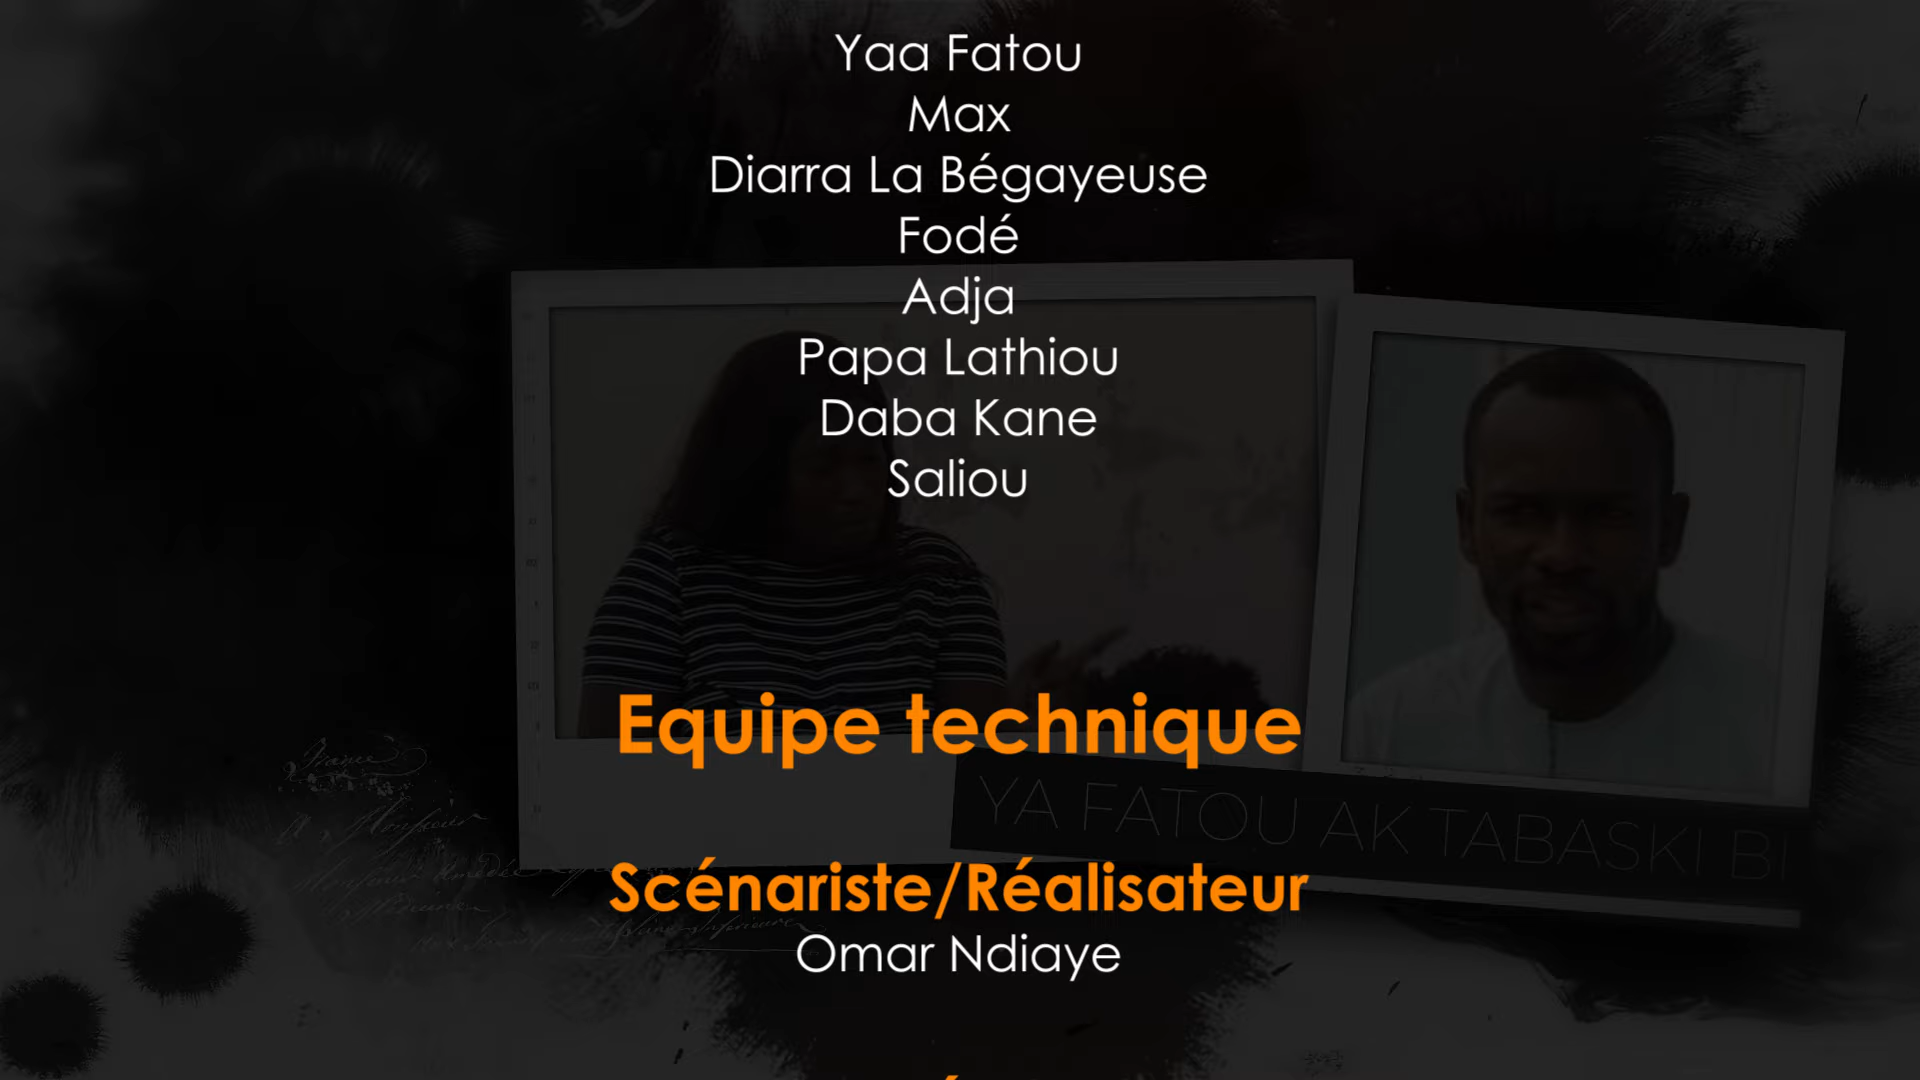 Yaa Fatou
Max
Diarra La Bégayeuse
Fodé
Adja
Papa Lathiou
Daba Kane
Saliou
Equipe technique
YA FATOU AK TABASKI BI
Scénariste/Réalisateur
Omar Ndiaye